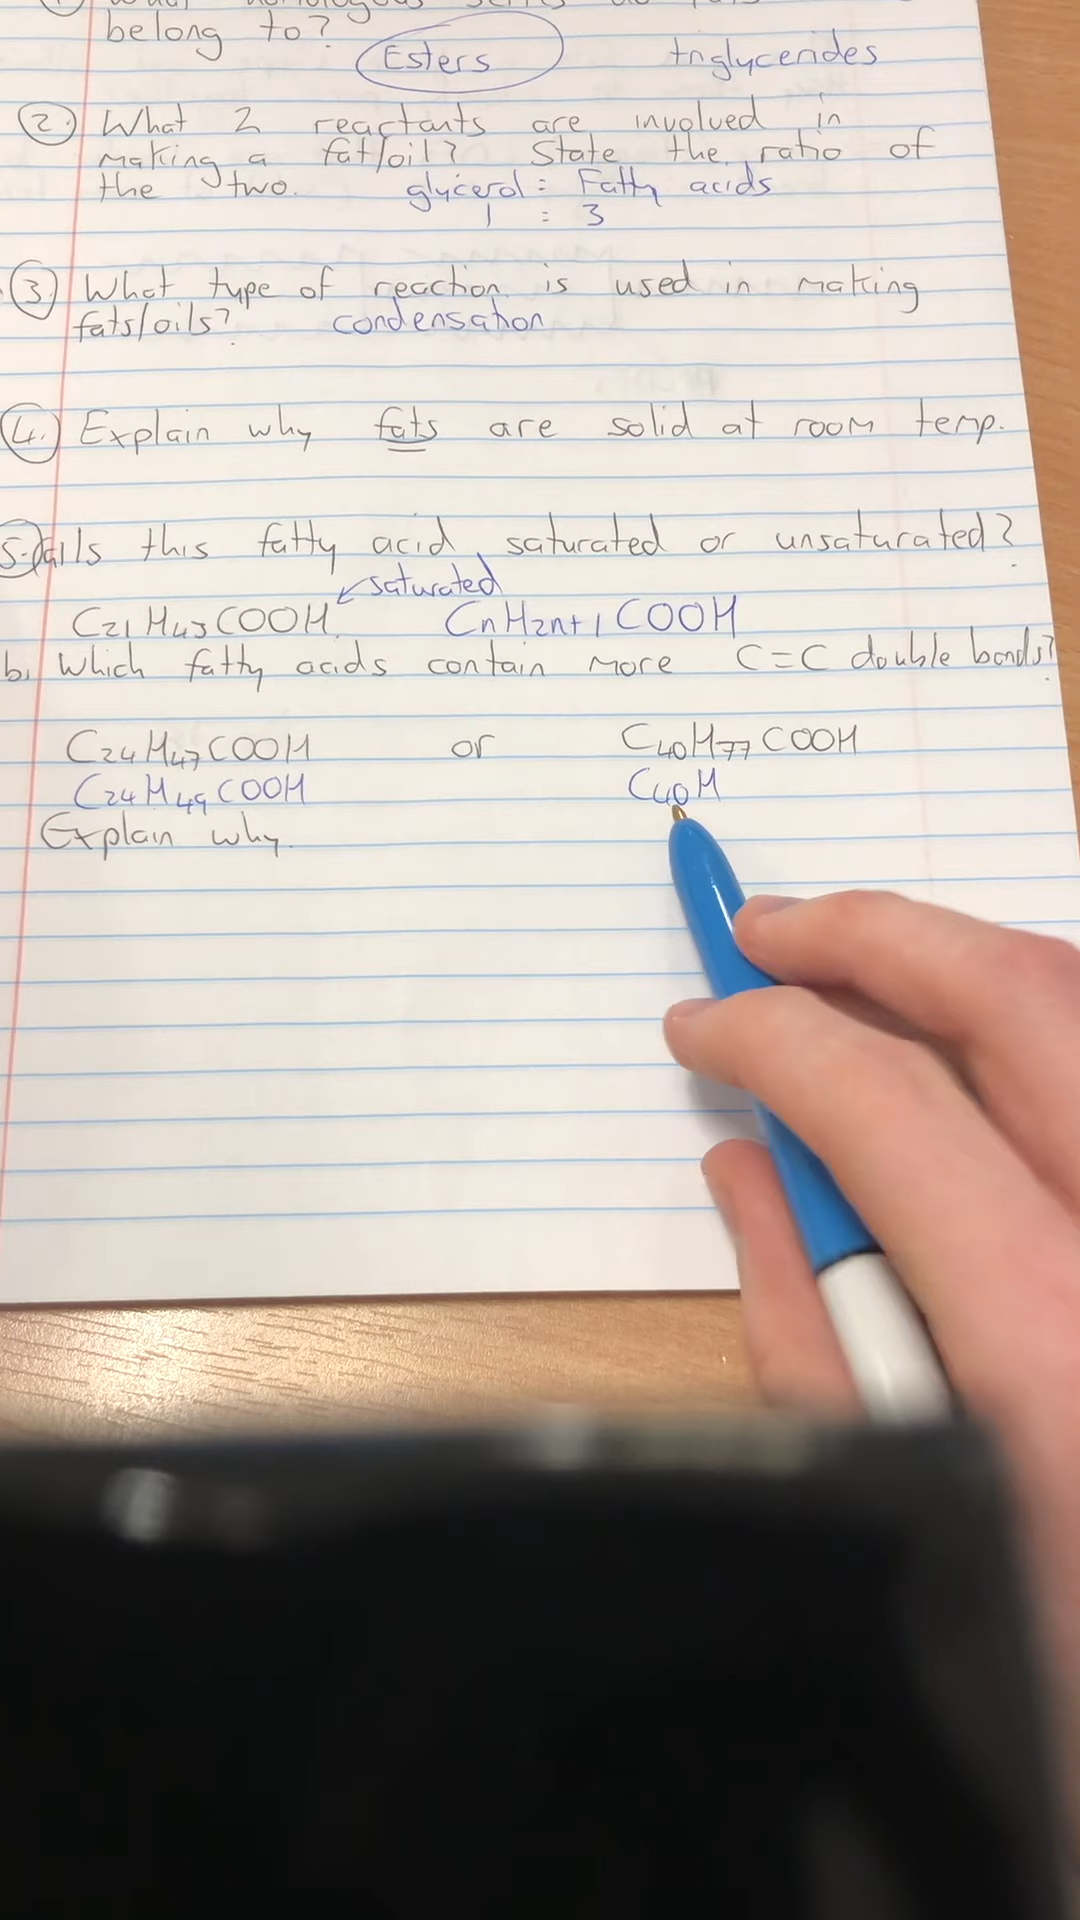 belong to?
Esters triglycerides
2. What 2 reactants are involved in
making a fat/oil? State the ratio of
the two. glycerol : Fatty acids
1 : 3
3. What type of reaction is used in making
fats/oils? condensation
4. Explain why fats are solid at room temp.
5. a Is this fatty acid saturated or unsaturated?
saturated
C21H43COOH CnH2n+1COOH
b. Which fatty acids contain more C=C double bonds?
C24H47COOH or C40H77COOH
C24H49COOH C40H
Explain why.